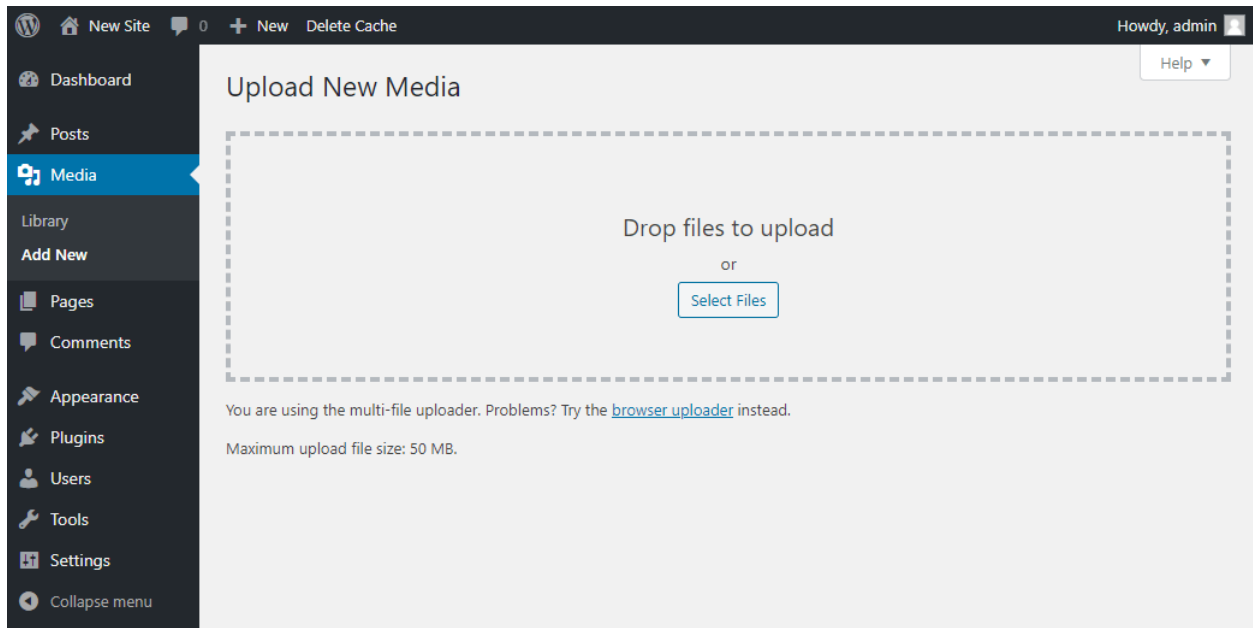 New Site 0 New Delete Cache Howdy, admin
Help ▼
Dashboard
Posts
Media
Library
Add New
Pages
Comments
Appearance
Plugins
Users
Tools
Settings
Collapse menu
Upload New Media
Drop files to upload
or
Select Files
You are using the multi-file uploader. Problems? Try the browser uploader instead.
Maximum upload file size: 50 MB.